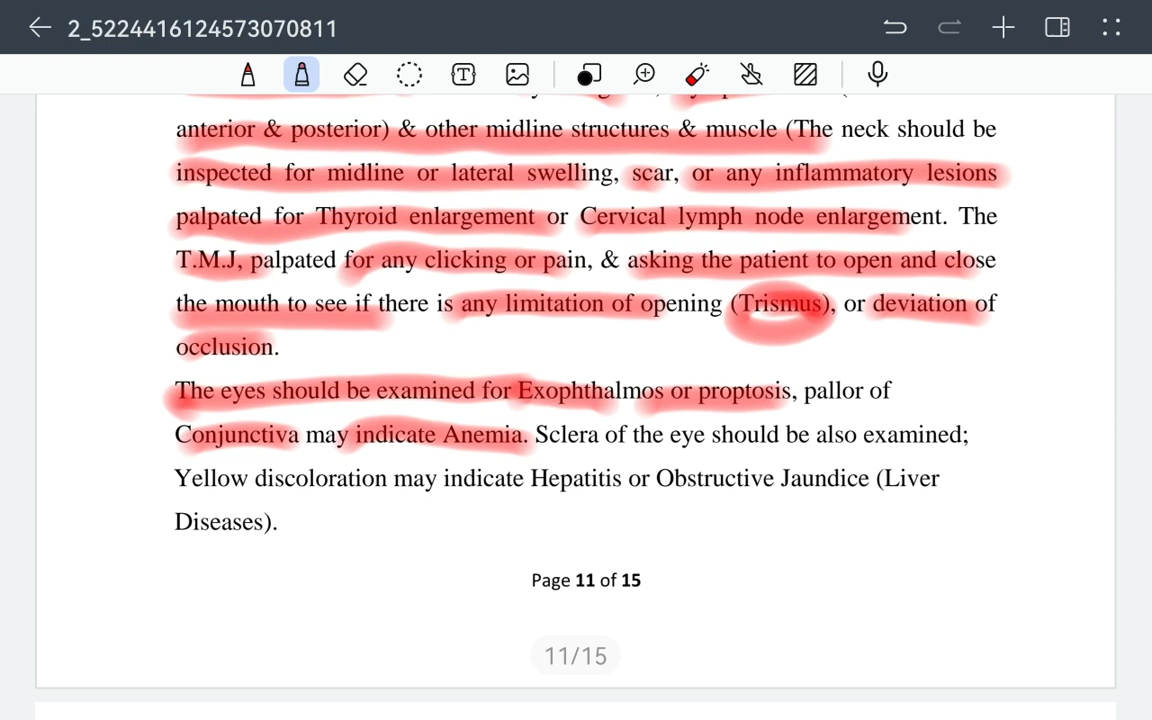 2_5224416124573070811
anterior & posterior) & other midline structures & muscle (The neck should be
inspected for midline or lateral swelling, scar, or any inflammatory lesions
palpated for Thyroid enlargement or Cervical lymph node enlargement. The
T.M.J, palpated for any clicking or pain, & asking the patient to open and close
the mouth to see if there is any limitation of opening (Trismus), or deviation of
occlusion.
The eyes should be examined for Exophthalmos or proptosis, pallor of
Conjunctiva may indicate Anemia. Sclera of the eye should be also examined;
Yellow discoloration may indicate Hepatitis or Obstructive Jaundice (Liver
Diseases).
Page 11 of 15
11/15